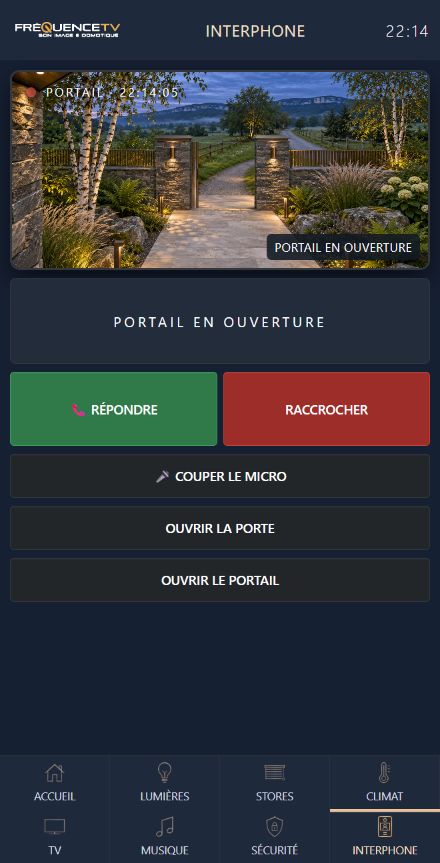 FRÉQUENCETV
SON IMAGE & DOMOTIQUE
INTERPHONE
22:14
PORTAIL · 22:14:05
PORTAIL EN OUVERTURE
PORTAIL EN OUVERTURE
RÉPONDRE
RACCROCHER
COUPER LE MICRO
OUVRIR LA PORTE
OUVRIR LE PORTAIL
ACCUEIL
LUMIÈRES
STORES
CLIMAT
TV
MUSIQUE
SÉCURITÉ
INTERPHONE